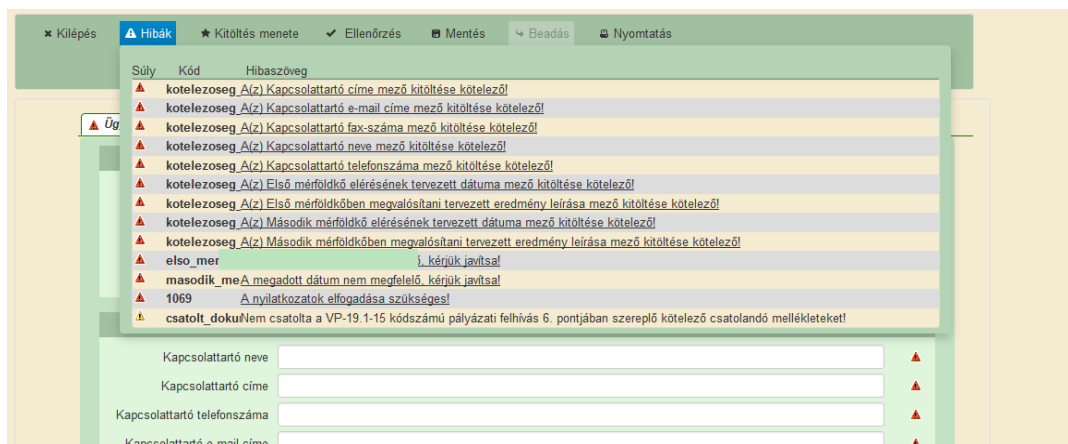 Kilépés Hibák Kitöltés menete Ellenőrzés Mentés Beadás Nyomtatás
Súly Kód Hibaszöveg
kotelezoseg A(z) Kapcsolattartó címe mező kitöltése kötelező!
kotelezoseg A(z) Kapcsolattartó e-mail címe mező kitöltése kötelező!
Üg
kotelezoseg A(z) Kapcsolattartó fax-száma mező kitöltése kötelező!
kotelezoseg A(z) Kapcsolattartó neve mező kitöltése kötelező!
kotelezoseg A(z) Kapcsolattartó telefonszáma mező kitöltése kötelező!
kotelezoseg A(z) Első mérföldkő elérésének tervezett dátuma mező kitöltése kötelező!
kotelezoseg A(z) Első mérföldkőben megvalósítani tervezett eredmény leírása mező kitöltése kötelező!
kotelezoseg A(z) Második mérföldkő elérésének tervezett dátuma mező kitöltése kötelező!
kotelezoseg A(z) Második mérföldkőben megvalósítani tervezett eredmény leírása mező kitöltése kötelező!
elso_mer , kérjük javítsa!
masodik_me A megadott dátum nem megfelelő, kérjük javítsa!
1069 A nyilatkozatok elfogadása szükséges!
csatolt_doku Nem csatolta a VP-19.1-15 kódszámú pályázati felhívás 6. pontjában szereplő kötelező csatolandó mellékleteket!
Kapcsolattartó neve
Kapcsolattartó címe
Kapcsolattartó telefonszáma
Kapcsolattartó e-mail címe